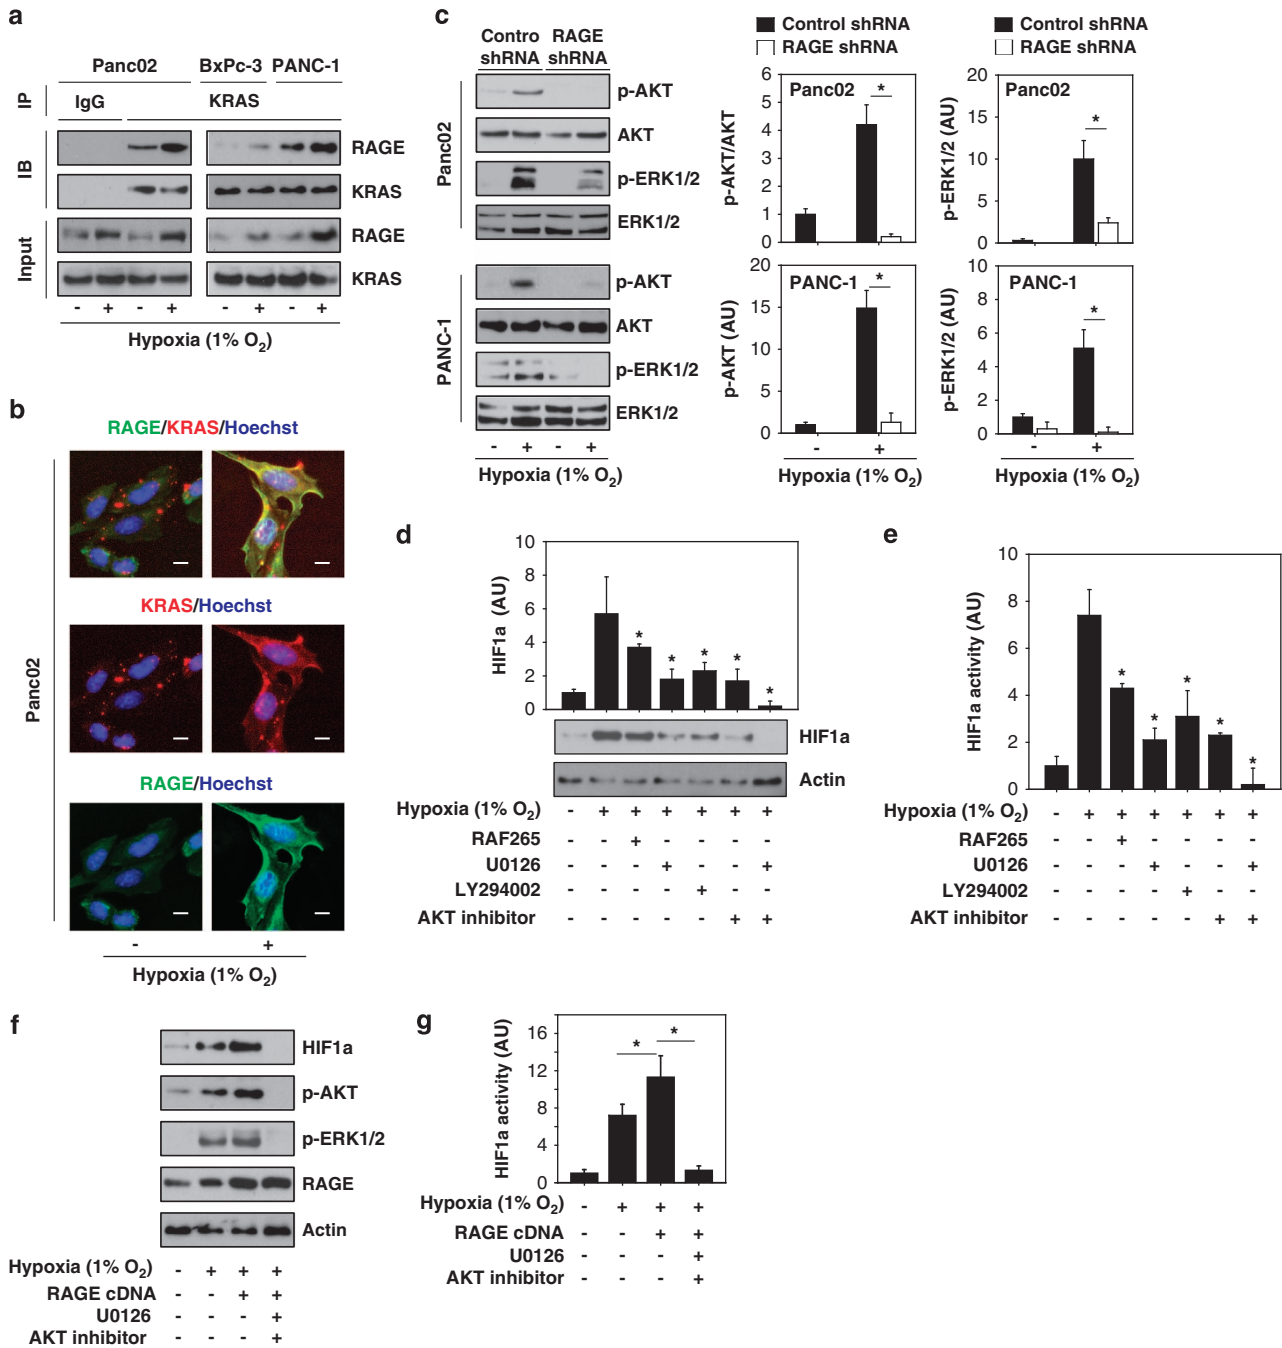 a
Panc02 BxPc-3 PANC-1
IP IgG KRAS
IB RAGE
KRAS
Input RAGE
KRAS
- + - + - + - +
Hypoxia (1% O2)
b
RAGE/KRAS/Hoechst
KRAS/Hoechst
RAGE/Hoechst
Panc02
- +
Hypoxia (1% O2)
c
Contro shRNA RAGE shRNA
Panc02
p-AKT
AKT
p-ERK1/2
ERK1/2
PANC-1
p-AKT
AKT
p-ERK1/2
ERK1/2
- + - +
Hypoxia (1% O2)
Control shRNA
RAGE shRNA
Panc02
p-AKT/AKT
6
5
4
3
2
1
0
*
PANC-1
p-AKT (AU)
20
15
10
5
0
*
- +
Hypoxia (1% O2)
Control shRNA
RAGE shRNA
Panc02
p-ERK1/2 (AU)
20
15
10
5
0
*
PANC-1
p-ERK1/2 (AU)
10
8
6
4
2
0
*
- +
Hypoxia (1% O2)
d
HIF1a (AU)
10
8
6
4
2
0
* * * * *
HIF1a
Actin
Hypoxia (1% O2) - + + + + + +
RAF265 - - + - - - -
U0126 - - - + - - +
LY294002 - - - - + - -
AKT inhibitor - - - - - + +
e
HIF1a activity (AU)
10
8
6
4
2
0
* * * * *
Hypoxia (1% O2) - + + + + + +
RAF265 - - + - - - -
U0126 - - - + - - +
LY294002 - - - - + - -
AKT inhibitor - - - - - + +
f
HIF1a
p-AKT
p-ERK1/2
RAGE
Actin
Hypoxia (1% O2) - + + +
RAGE cDNA - - + +
U0126 - - - +
AKT inhibitor - - - +
g
HIF1a activity (AU)
16
12
8
4
0
* *
Hypoxia (1% O2) - + + +
RAGE cDNA - - + +
U0126 - - - +
AKT inhibitor - - - +